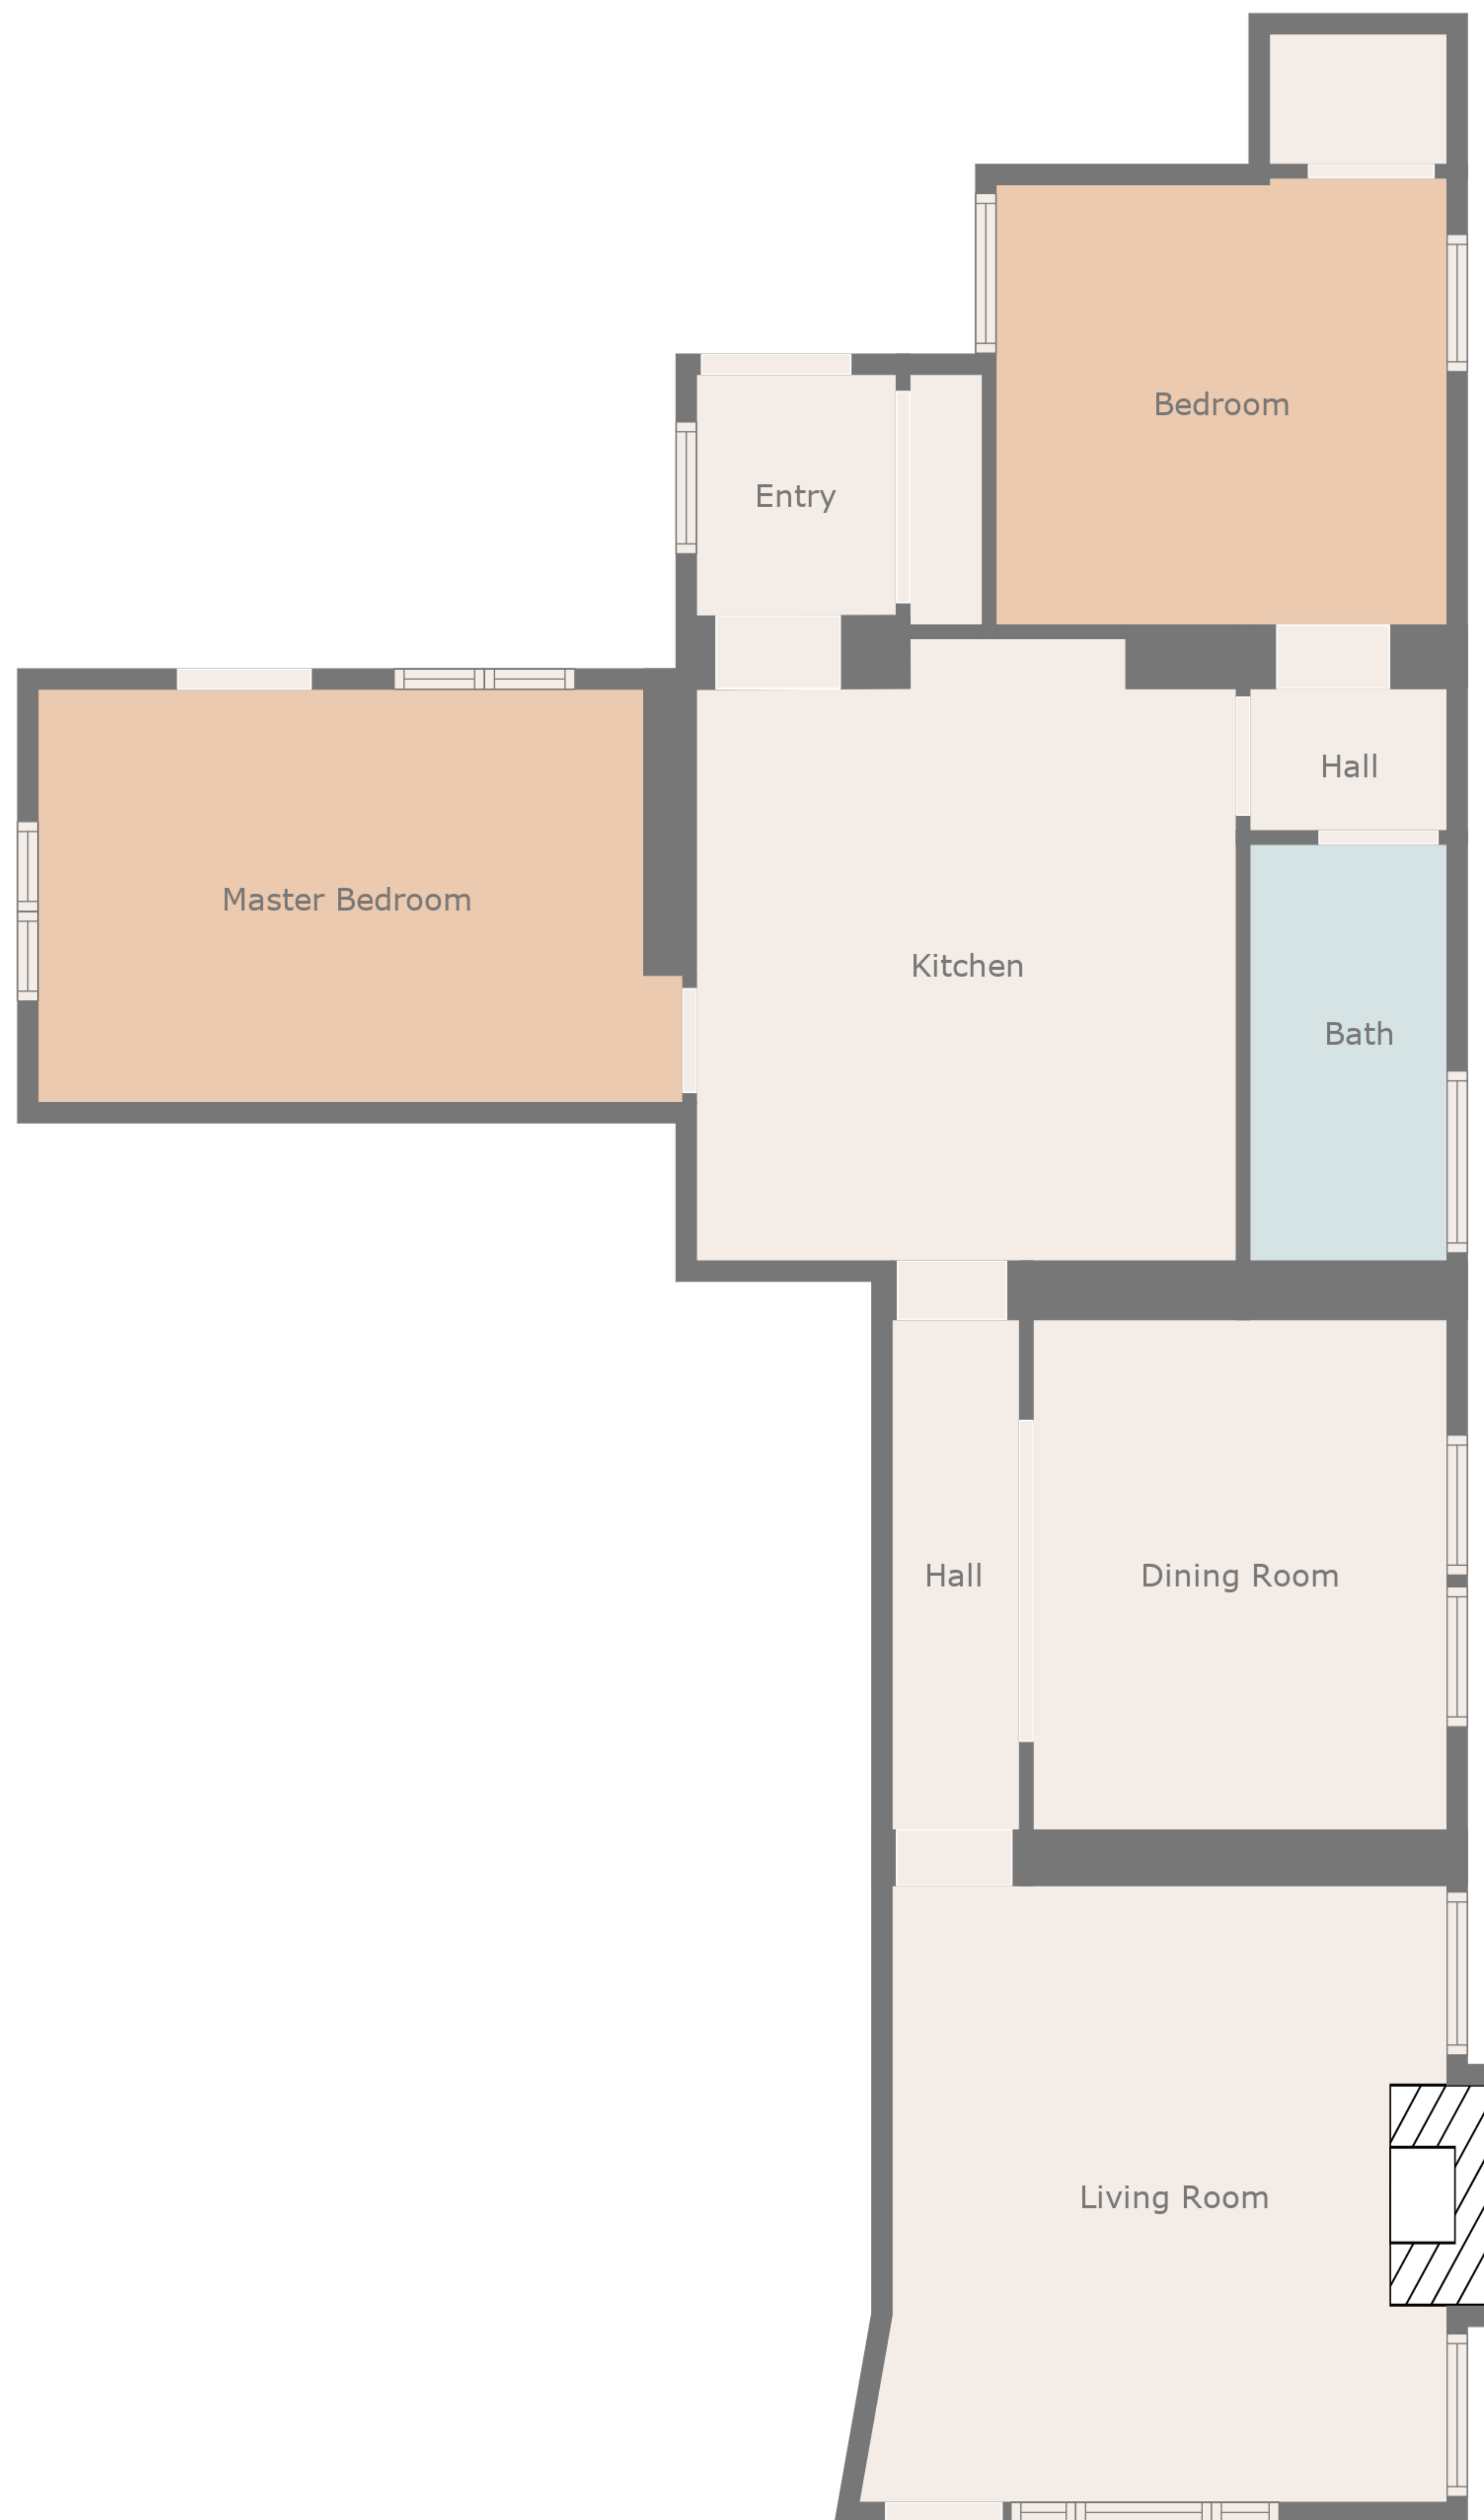 Bedroom
Entry
Hall
Master Bedroom
Kitchen
Bath
Hall
Dining Room
Living Room